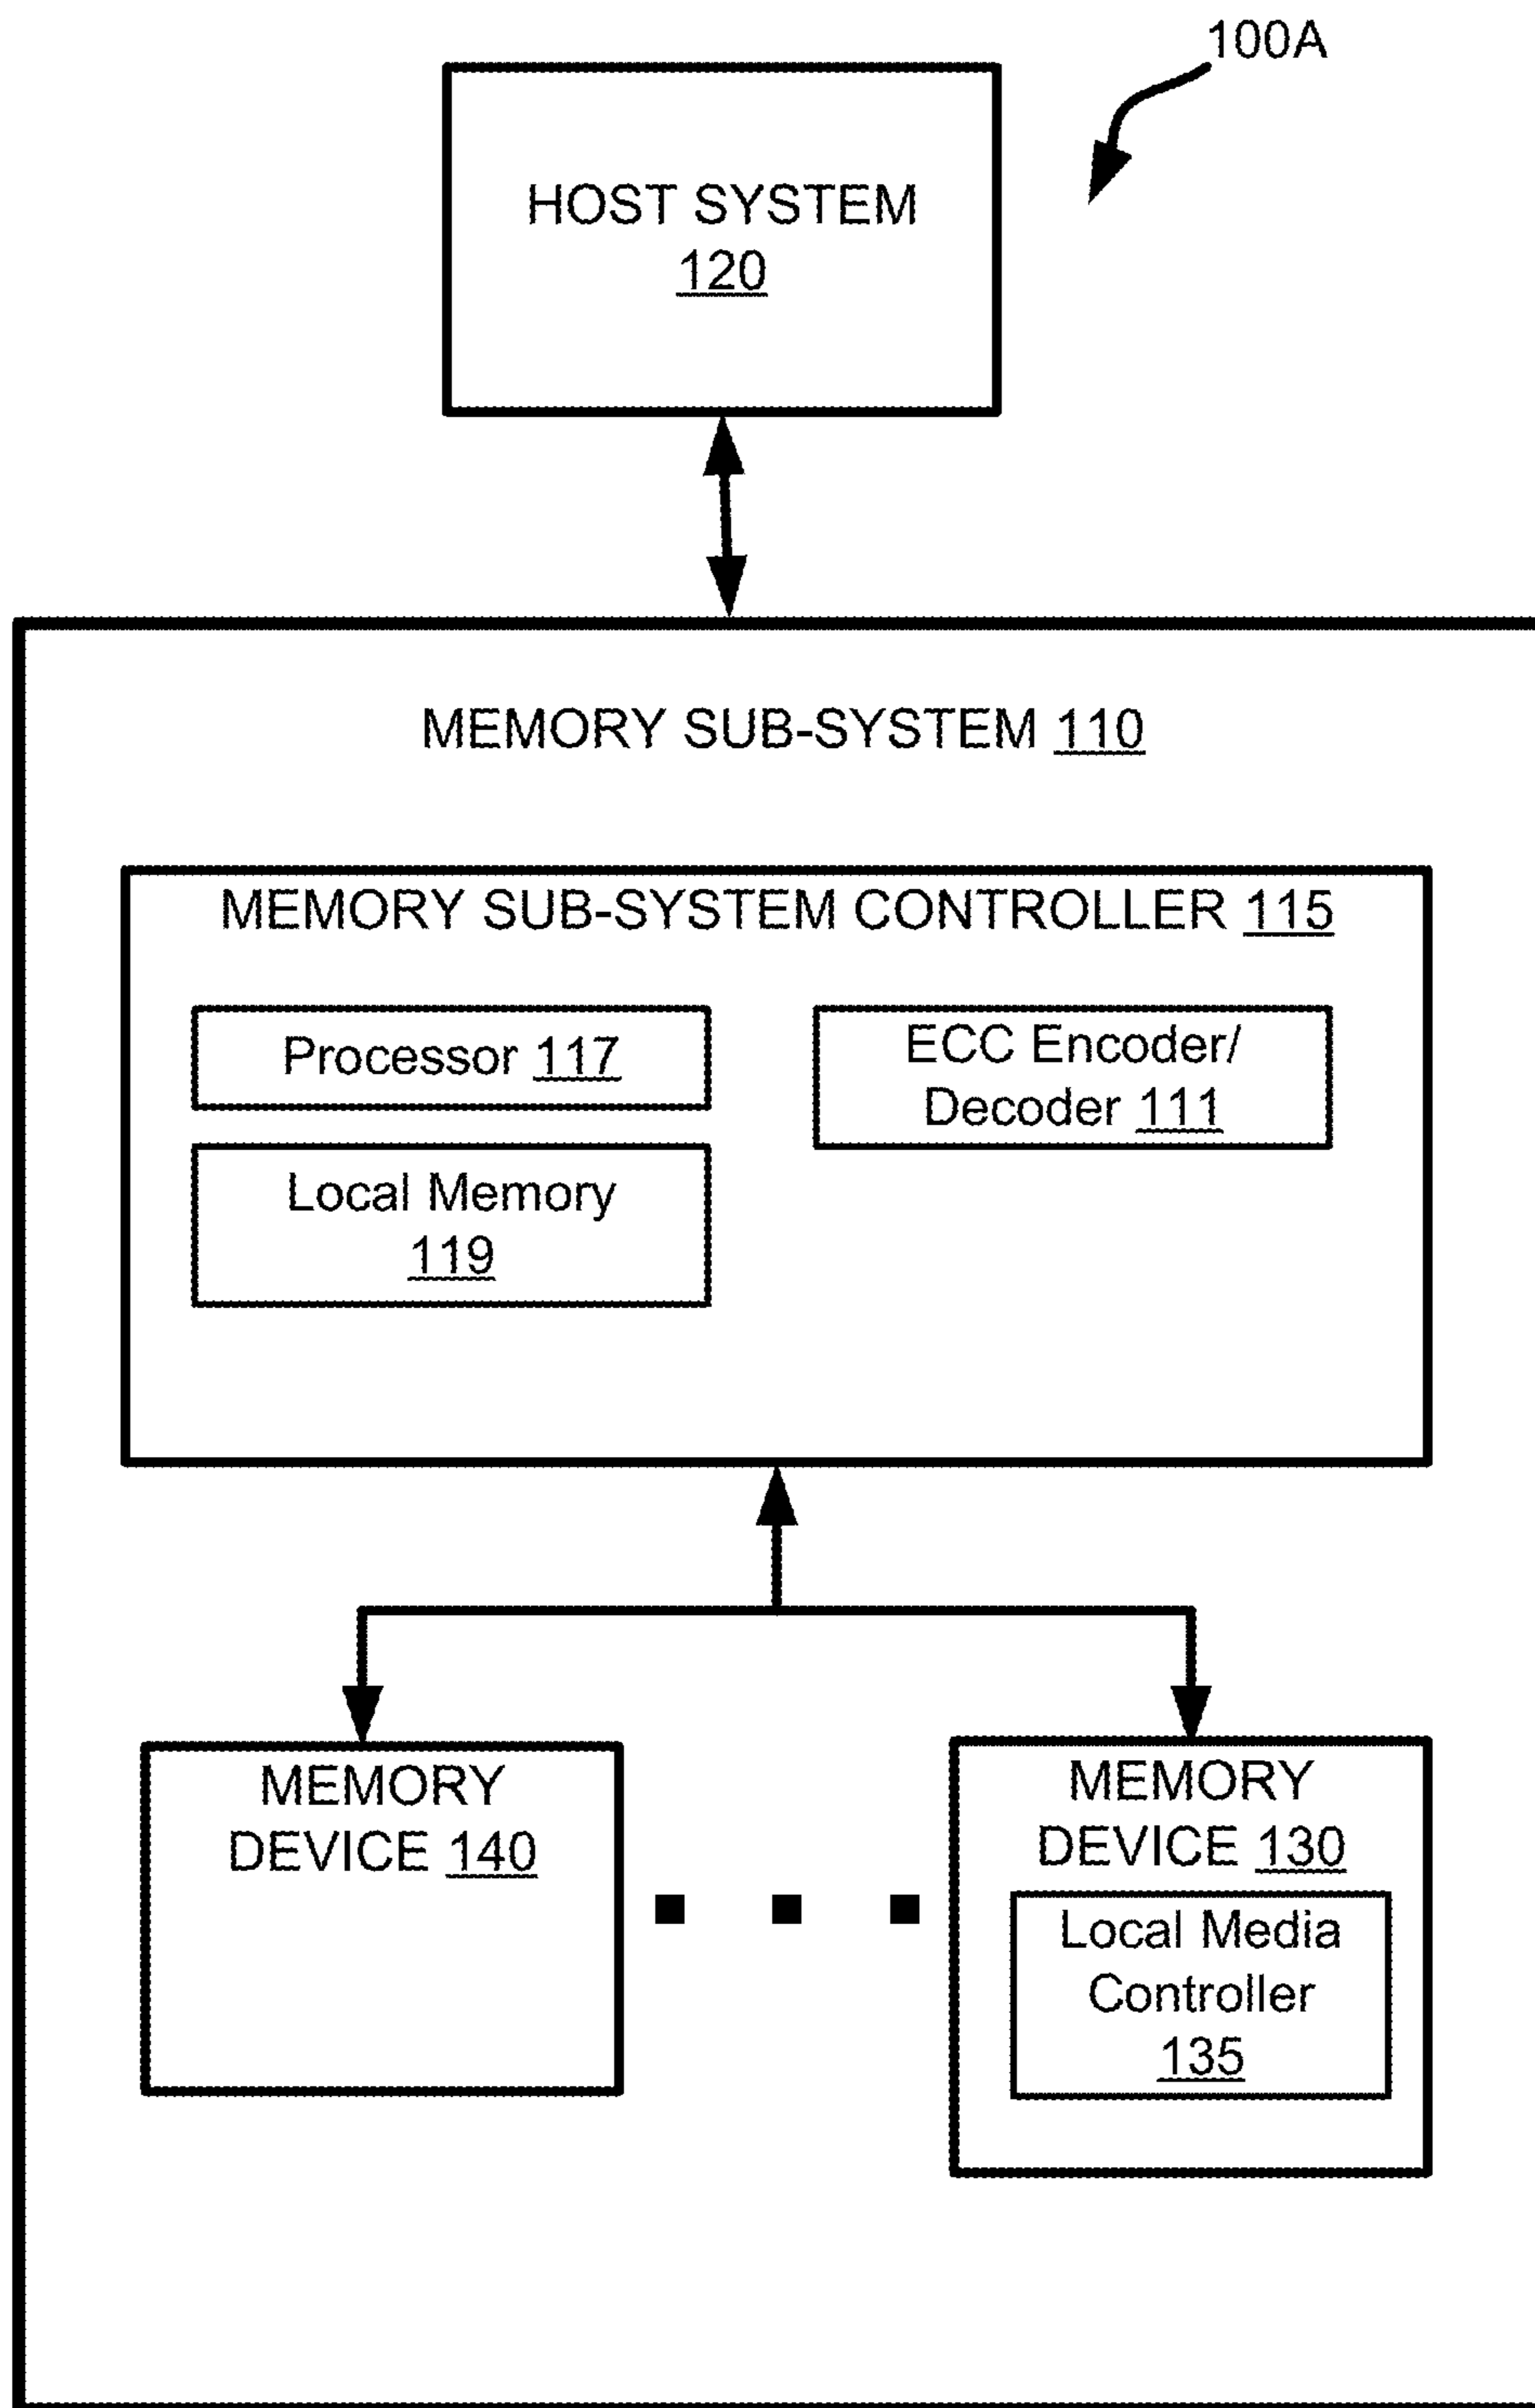 100A
HOST SYSTEM
120
MEMORY SUB-SYSTEM 110
MEMORY SUB-SYSTEM CONTROLLER 115
Processor 117
ECC Encoder/
Decoder 111
Local Memory
119
MEMORY
DEVICE 140
MEMORY
DEVICE 130
Local Media
Controller
135